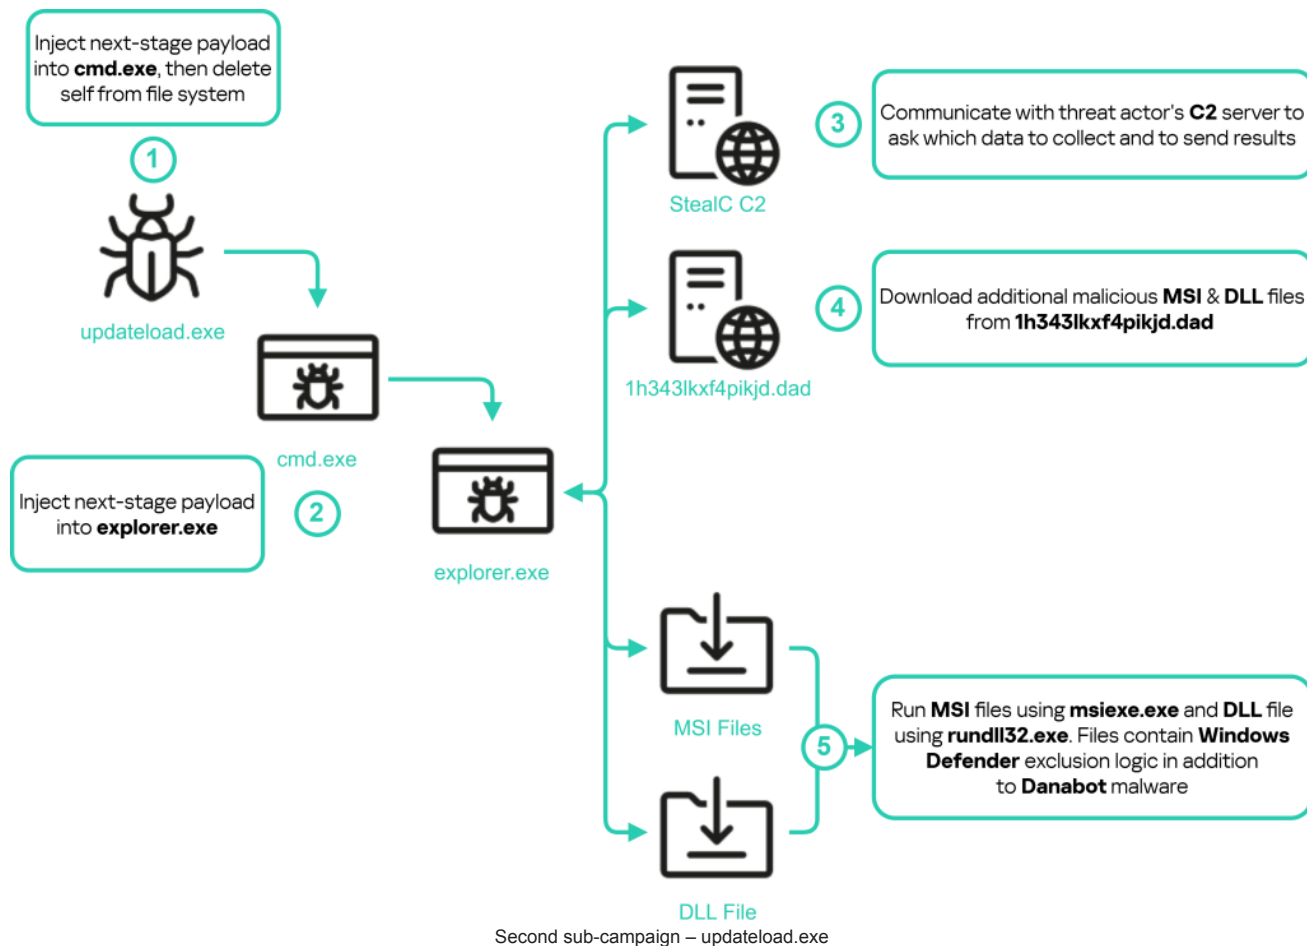 Inject next-stage payload
into cmd.exe, then delete
self from file system
1
updateload.exe
cmd.exe
Inject next-stage payload
into explorer.exe
2
explorer.exe
StealC C2
3
Communicate with threat actor's C2 server to
ask which data to collect and to send results
1h343lkxf4pikjd.dad
4
Download additional malicious MSI & DLL files
from 1h343lkxf4pikjd.dad
MSI Files
DLL File
5
Run MSI files using msiexe.exe and DLL file
using rundll32.exe. Files contain Windows
Defender exclusion logic in addition
to Danabot malware
Second sub-campaign – updateload.exe